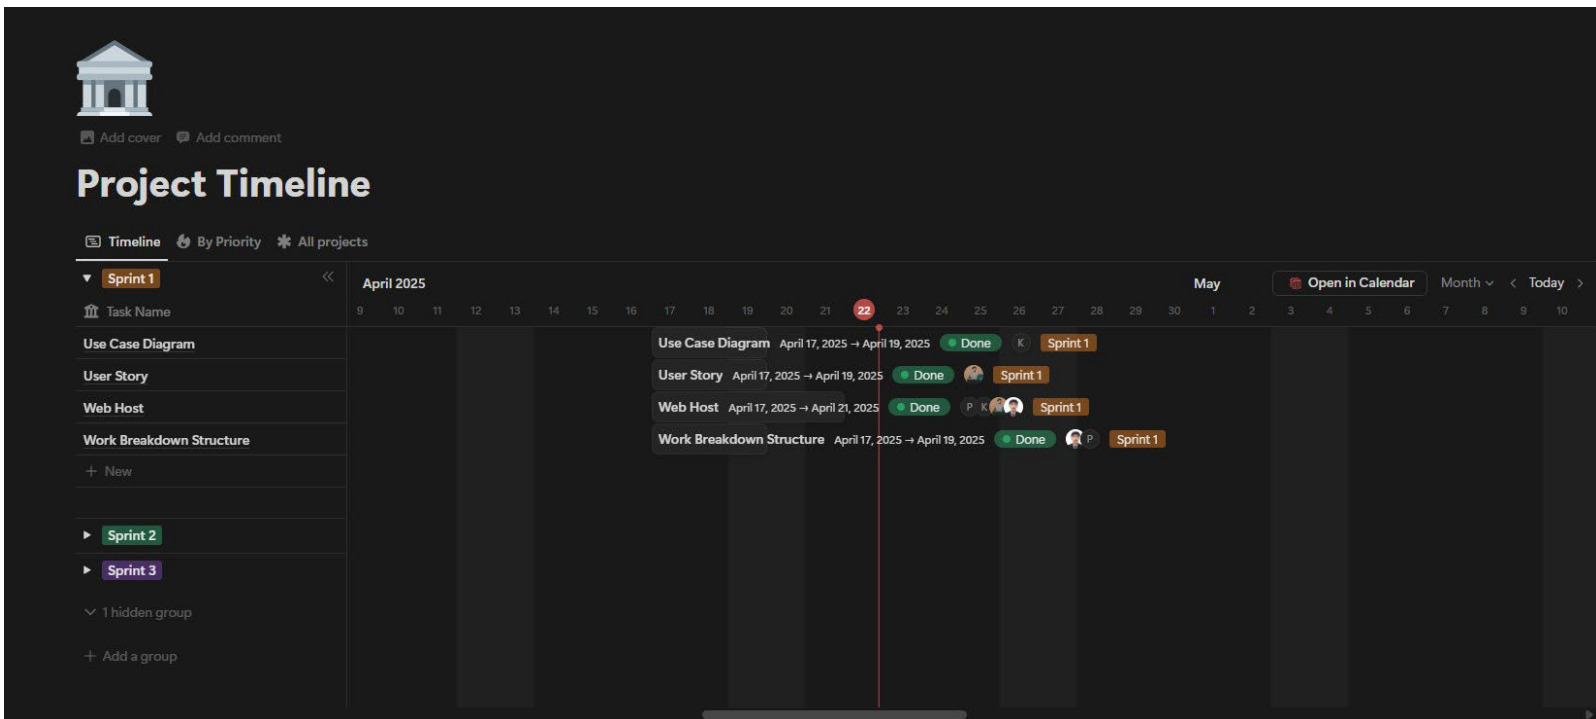 Add cover Add comment
Project Timeline
Timeline By Priority All projects
Sprint 1 April 2025 May Open in Calendar Month Today
Task Name 9 10 11 12 13 14 15 16 17 18 19 20 21 22 23 24 25 26 27 28 29 30 1 2 3 4 5 6 7 8 9 10
Use Case Diagram Use Case Diagram April 17, 2025 → April 19, 2025 Done K Sprint 1
User Story User Story April 17, 2025 → April 19, 2025 Done Sprint 1
Web Host Web Host April 17, 2025 → April 21, 2025 Done P K Sprint 1
Work Breakdown Structure Work Breakdown Structure April 17, 2025 → April 19, 2025 Done P Sprint 1
+ New
Sprint 2
Sprint 3
1 hidden group
+ Add a group